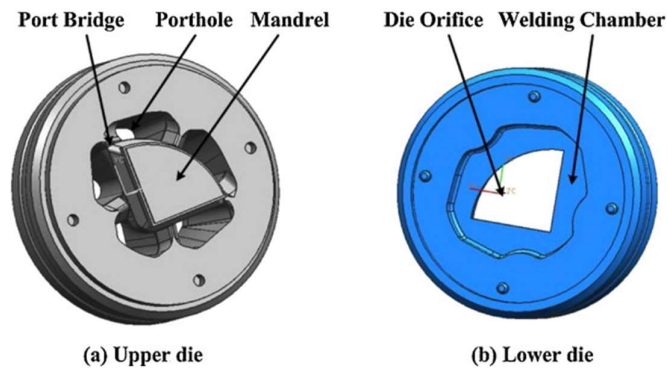 Port Bridge Porthole Mandrel Die Orifice Welding Chamber
(a) Upper die (b) Lower die